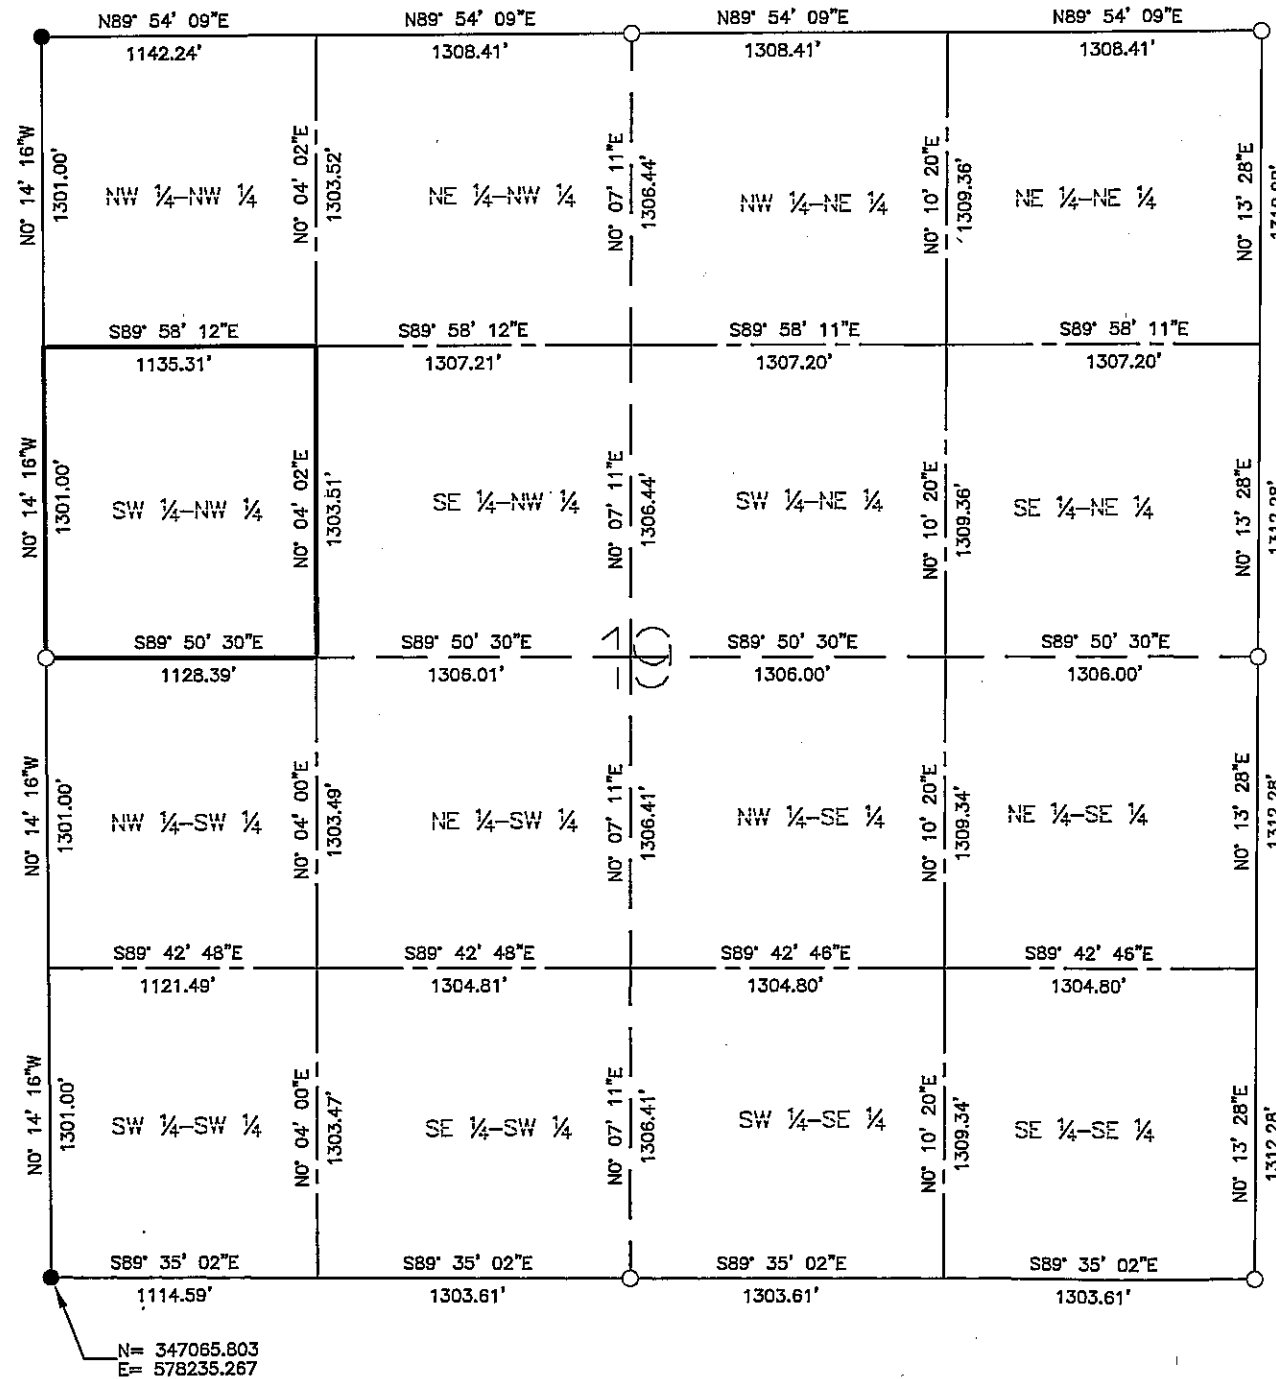 N89° 54' 09"E N89° 54' 09"E N89° 54' 09"E N89° 54' 09"E
1142.24' 1308.41' 1308.41' 1308.41'
N0° 14' 16"W 1301.00' NW ¼-NW ¼ N0° 04' 02"E 1303.52' NE ¼-NW ¼ N0° 07' 11"E 1306.44' NW ¼-NE ¼ N0° 10' 20"E 1309.36' NE ¼-NE ¼ N0° 13' 28"E
S89° 58' 12"E S89° 58' 12"E S89° 58' 11"E S89° 58' 11"E
1135.31' 1307.21' 1307.20' 1307.20'
N0° 14' 16"W 1301.00' SW ¼-NW ¼ N0° 04' 02"E 1303.51' SE ¼-NW ¼ N0° 07' 11"E 1306.44' SW ¼-NE ¼ N0° 10' 20"E 1309.36' SE ¼-NE ¼ N0° 13' 28"E 1312.28'
S89° 50' 30"E S89° 50' 30"E 19 S89° 50' 30"E S89° 50' 30"E
1128.39' 1306.01' 1306.00' 1306.00'
N0° 14' 16"W 1301.00' NW ¼-SW ¼ N0° 04' 00"E 1303.49' NE ¼-SW ¼ N0° 07' 11"E 1306.41' NW ¼-SE ¼ N0° 10' 20"E 1309.34' NE ¼-SE ¼ N0° 13' 28"E 1312.28'
S89° 42' 48"E S89° 42' 48"E S89° 42' 46"E S89° 42' 46"E
1121.49' 1304.81' 1304.80' 1304.80'
N0° 14' 16"W 1301.00' SW ¼-SW ¼ N0° 04' 00"E 1303.47' SE ¼-SW ¼ N0° 07' 11"E 1306.41' SW ¼-SE ¼ N0° 10' 20"E 1309.34' SE ¼-SE ¼ N0° 13' 28"E 1312.28'
S89° 35' 02"E S89° 35' 02"E S89° 35' 02"E S89° 35' 02"E
1114.59' 1303.61' 1303.61' 1303.61'
N= 347065.803
E= 578235.267